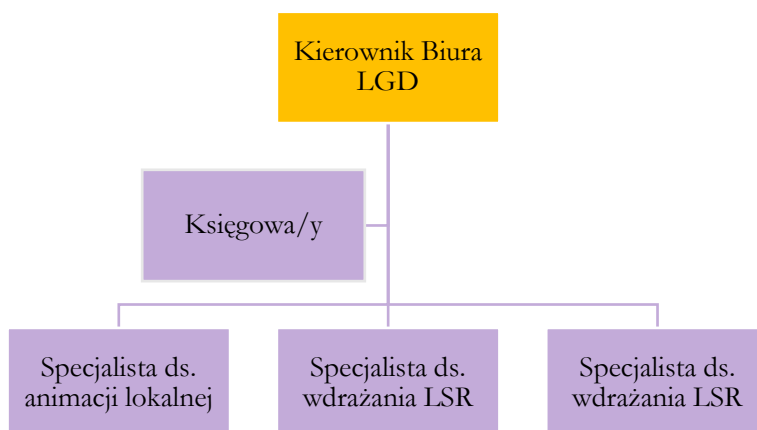 Kierownik Biura
LGD
Księgowa/y
Specjalista ds.
animacji lokalnej
Specjalista ds.
wdrażania LSR
Specjalista ds.
wdrażania LSR